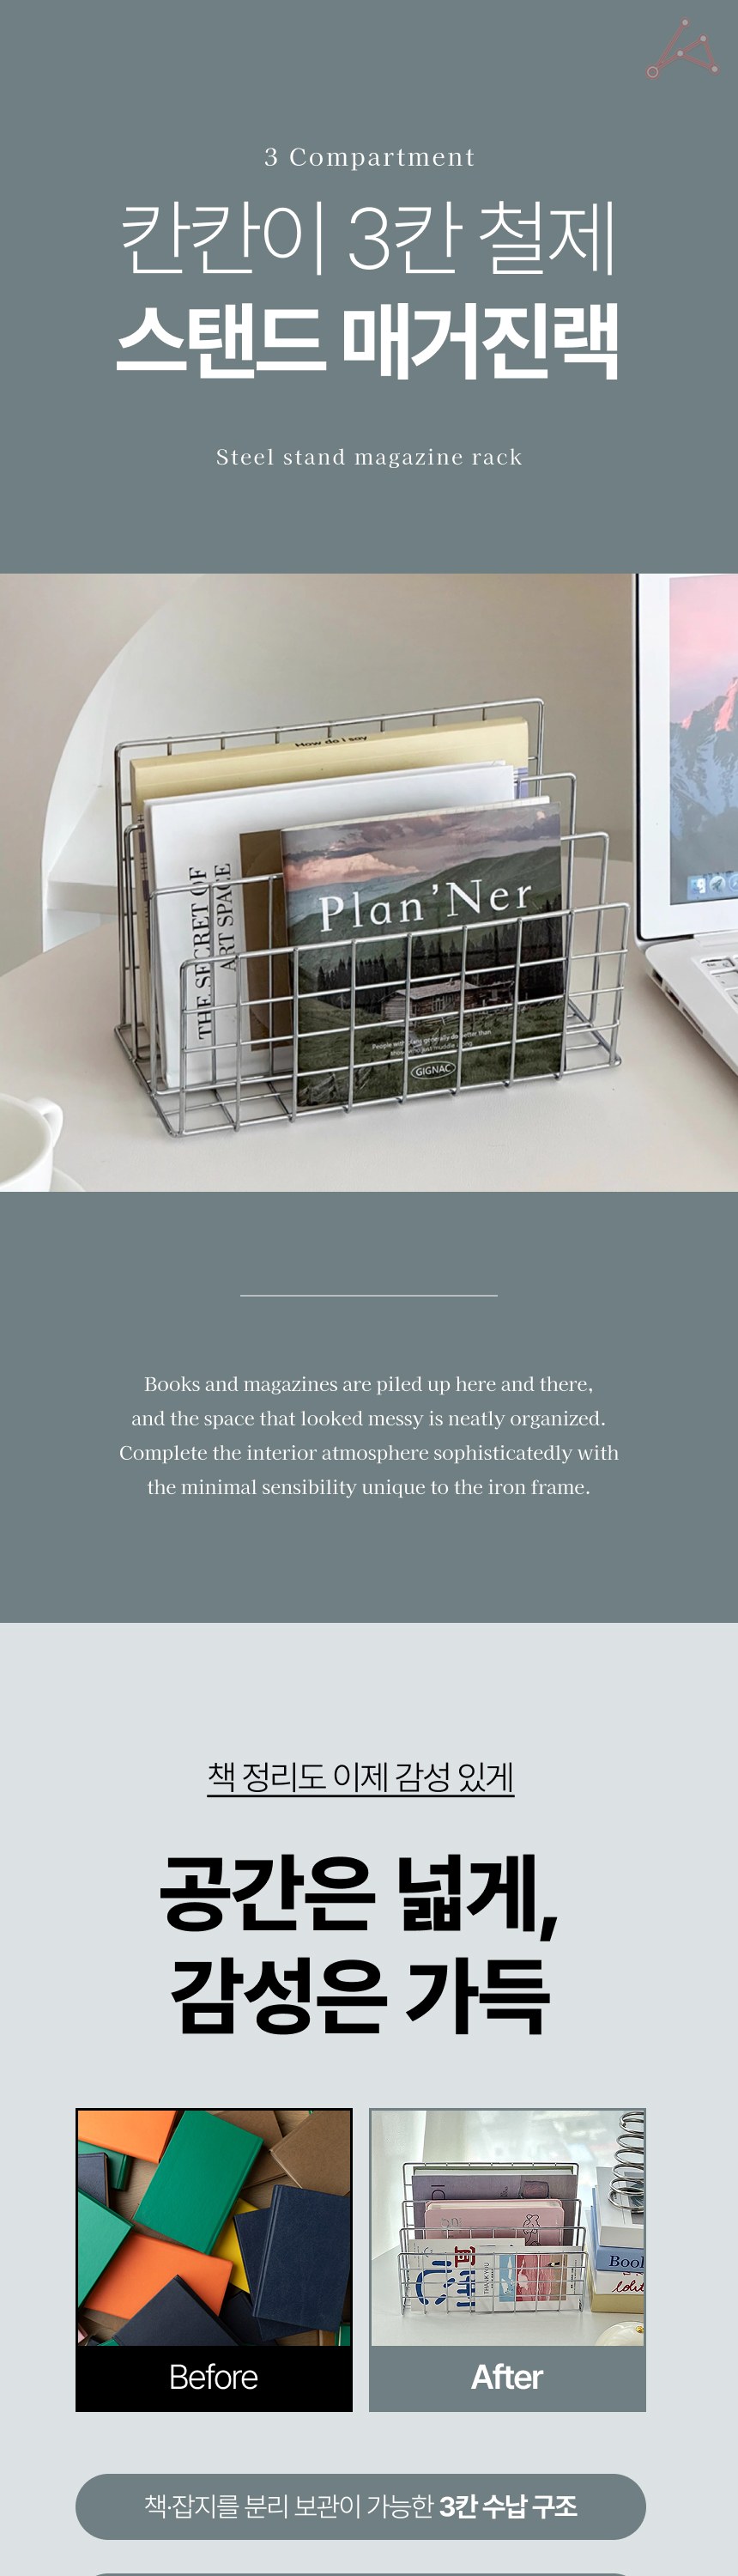 3 Compartment
칸칸이 3칸 철제
스탠드 매거진랙
Steel stand magazine rack
How do i say
THE SECRET OF
ART SPACE
Plan'Ner
GIGNAC
Books and magazines are piled up here and there,
and the space that looked messy is neatly organized.
Complete the interior atmosphere sophisticatedly with
the minimal sensibility unique to the iron frame.
책 정리도 이제 감성 있게
공간은 넓게,
감성은 가득
THANK YOU
Before
After
책·잡지를 분리 보관이 가능한 3칸 수납 구조